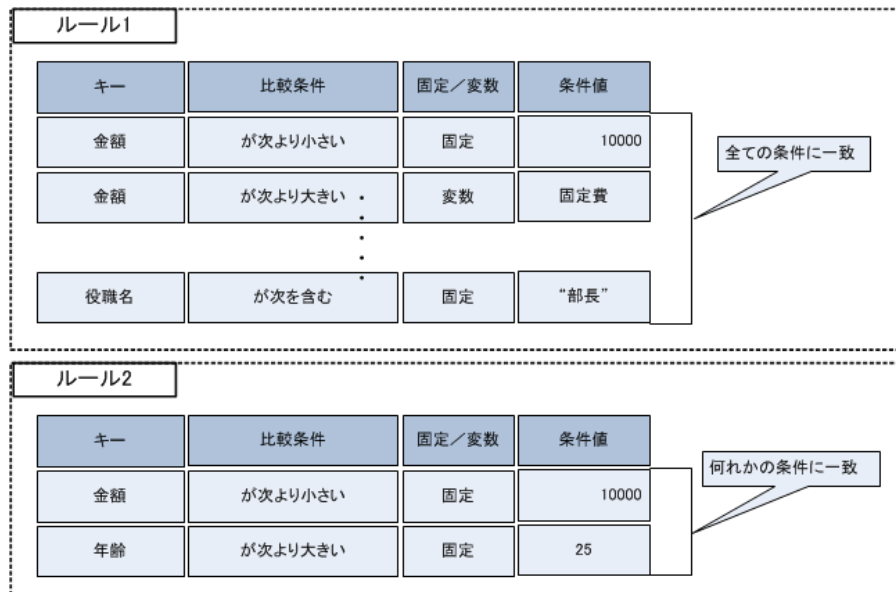 ルール1
キー 比較条件 固定／変数 条件値
金額 が次より小さい 固定 10000
金額 が次より大きい 変数 固定費
役職名 が次を含む 固定 “部長”
全ての条件に一致
ルール2
キー 比較条件 固定／変数 条件値
金額 が次より小さい 固定 10000
年齢 が次より大きい 固定 25
何れかの条件に一致